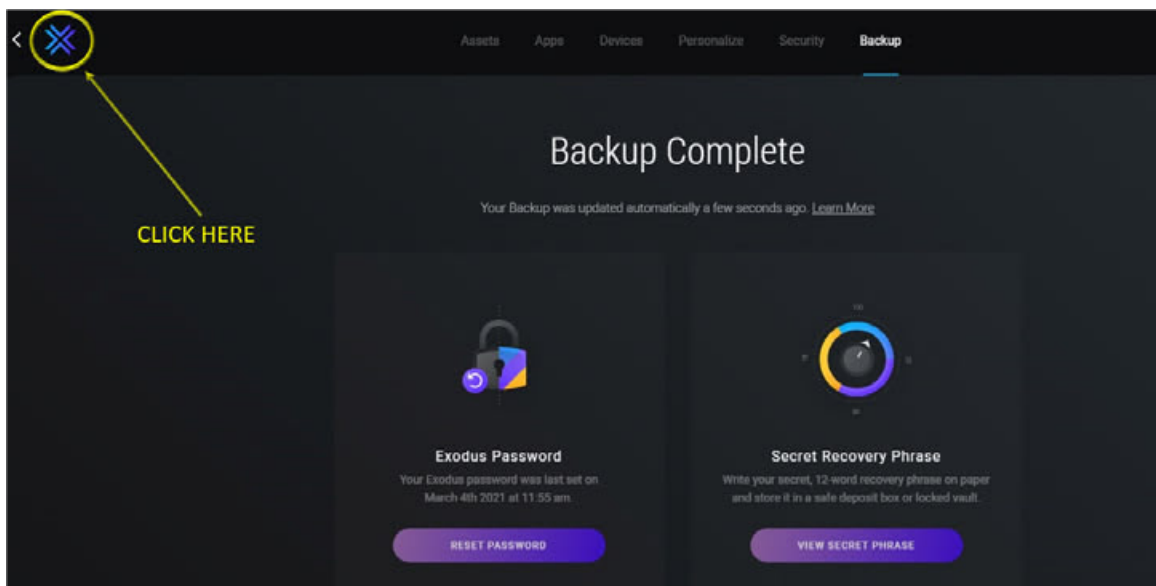 Assets Apps Devices Personalize Security Backup
Backup Complete
Your Backup was updated automatically a few seconds ago. Learn More
CLICK HERE
Exodus Password
Your Exodus password was last set on
March 4th 2021 at 11:55 am.
RESET PASSWORD
Secret Recovery Phrase
Write your secret, 12-word recovery phrase on paper
and store it in a safe deposit box or locked vault.
VIEW SECRET PHRASE